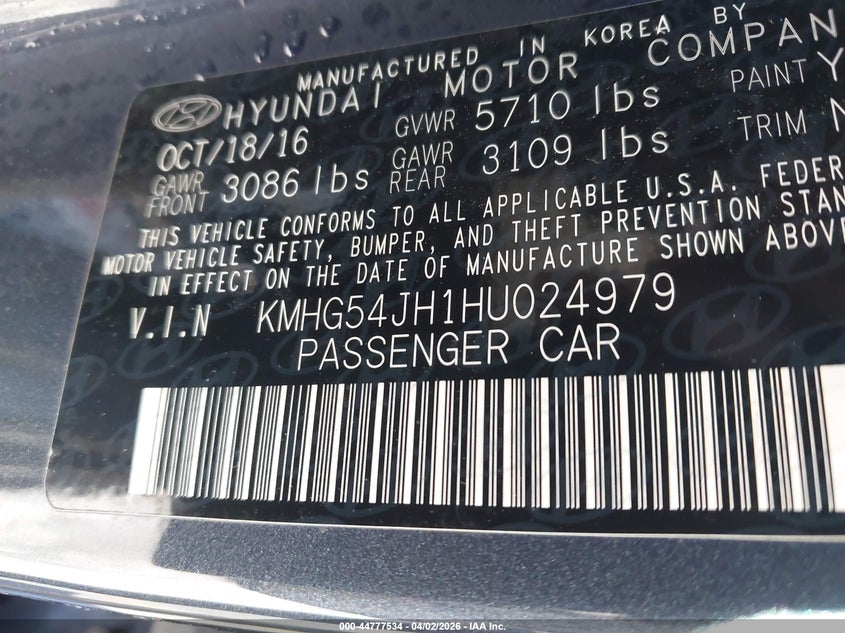 MANUFACTURED IN KOREA BY
HYUNDAI MOTOR COMPAN
OCT/18/16 GVWR 5710 lbs PAINT Y
GAWR FRONT 3086 lbs GAWR REAR 3109 lbs TRIM N
THIS VEHICLE CONFORMS TO ALL APPLICABLE U.S.A. FEDER
MOTOR VEHICLE SAFETY, BUMPER, AND THEFT PREVENTION STAN
IN EFFECT ON THE DATE OF MANUFACTURE SHOWN ABOVE
V.I.N KMHG54JH1HU024979
PASSENGER CAR
000-44777534 - 04/02/2026 - IAA Inc.